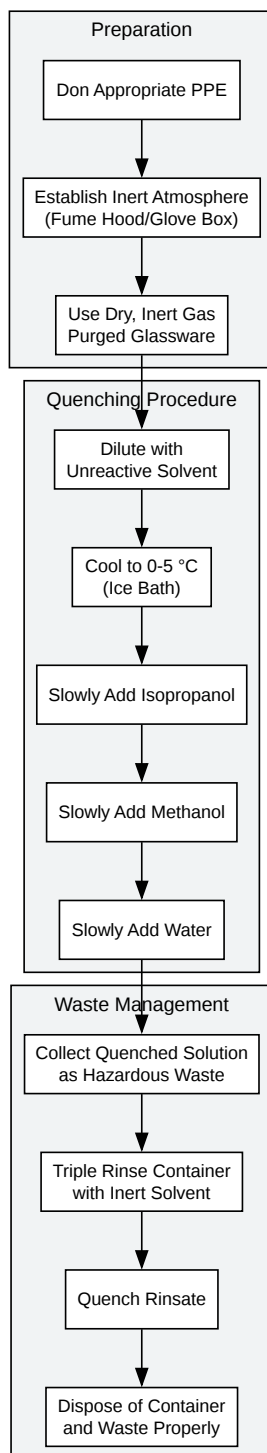 Preparation
Don Appropriate PPE
Establish Inert Atmosphere
(Fume Hood/Glove Box)
Use Dry, Inert Gas
Purged Glassware
Quenching Procedure
Dilute with
Unreactive Solvent
Cool to 0-5 °C
(Ice Bath)
Slowly Add Isopropanol
Slowly Add Methanol
Slowly Add Water
Waste Management
Collect Quenched Solution
as Hazardous Waste
Triple Rinse Container
with Inert Solvent
Quench Rinsate
Dispose of Container
and Waste Properly